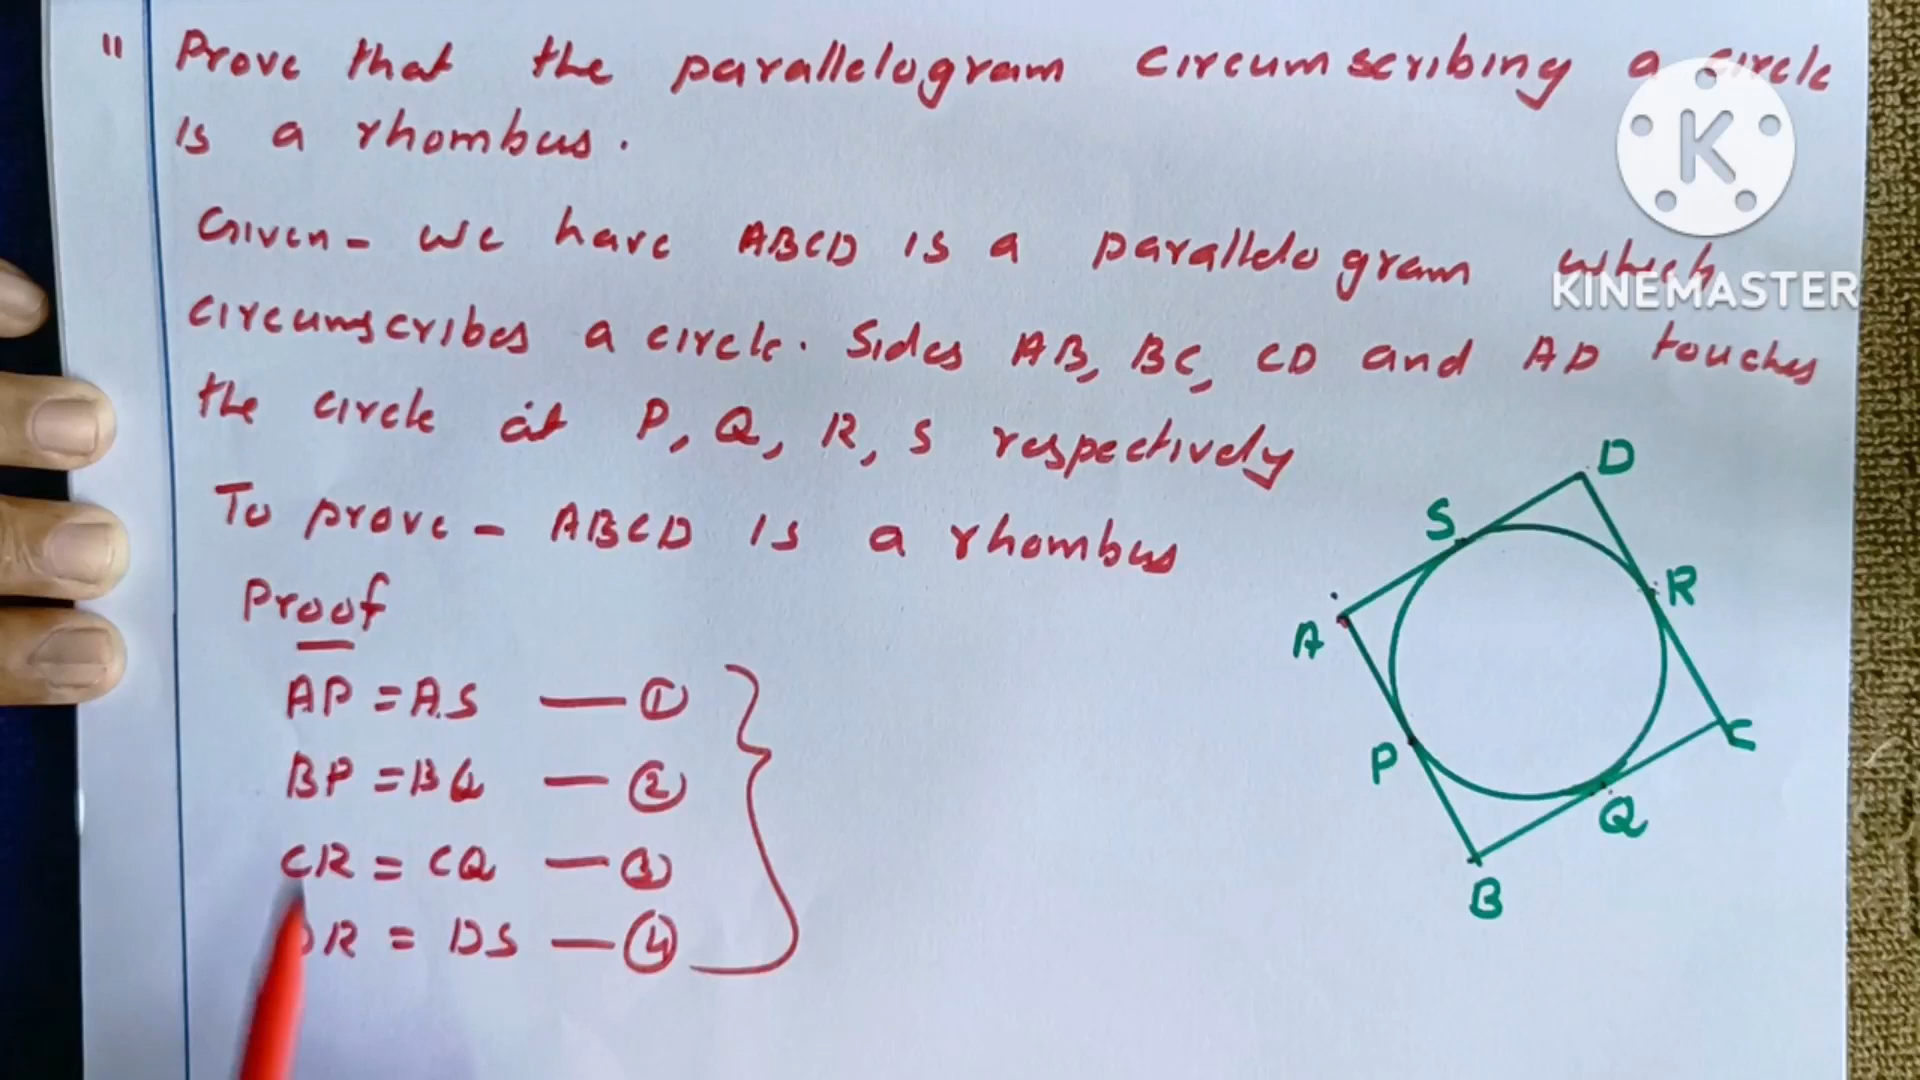 11 Prove that the parallelogram circumscribing a circle
is a rhombus.
Given - we have ABCD is a parallelogram which
circumscribes a circle. Sides AB, BC, CD and AD touches
the circle at P, Q, R, S respectively
To prove - ABCD is a rhombus
Proof
AP = AS — ①
BP = BQ — ②
CR = CQ — ③
DR = DS — ④
K
KINEMASTER
D
S
R
A
C
P
Q
B